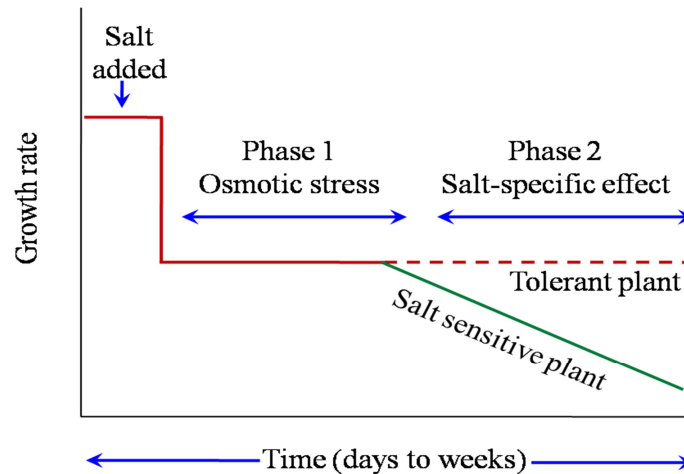 Salt
added
Phase 1
Osmotic stress
Phase 2
Salt-specific effect
Growth rate
Tolerant plant
Salt sensitive plant
Time (days to weeks)